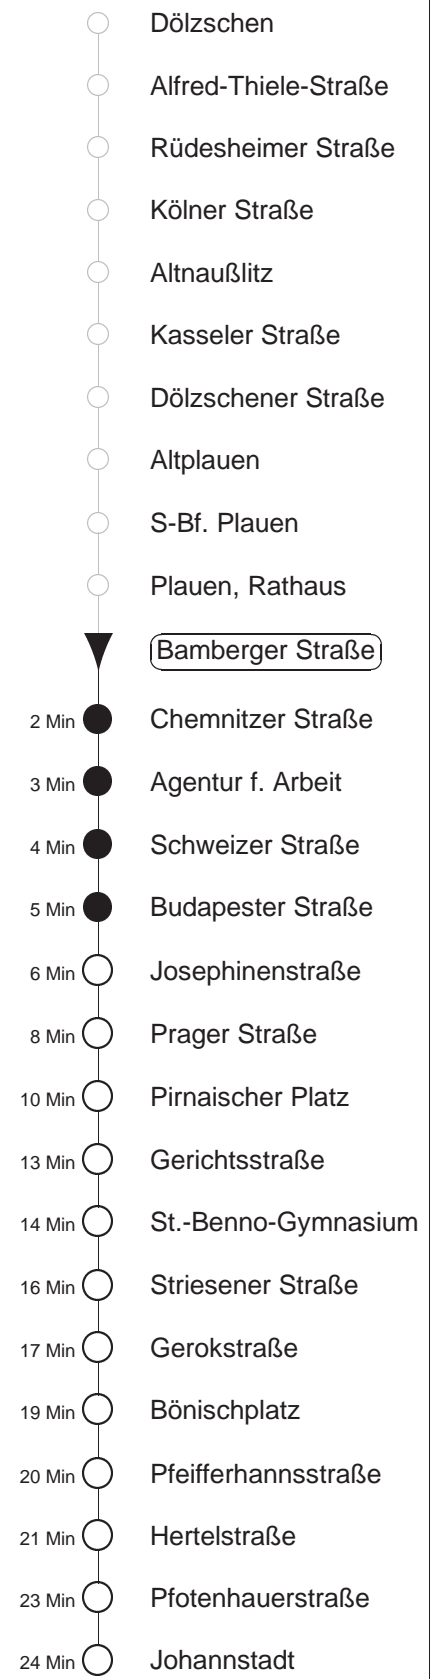 Dölzschen
Alfred-Thiele-Straße
Rüdesheimer Straße
Kölner Straße
Altnaußlitz
Kasseler Straße
Dölzschener Straße
Altplauen
S-Bf. Plauen
Plauen, Rathaus
Bamberger Straße
2 Min Chemnitzer Straße
3 Min Agentur f. Arbeit
4 Min Schweizer Straße
5 Min Budapester Straße
6 Min Josephinenstraße
8 Min Prager Straße
10 Min Pirnaischer Platz
13 Min Gerichtsstraße
14 Min St.-Benno-Gymnasium
16 Min Striesener Straße
17 Min Gerokstraße
19 Min Bönischplatz
20 Min Pfeifferhannsstraße
21 Min Hertelstraße
23 Min Pfotenhauerstraße
24 Min Johannstadt